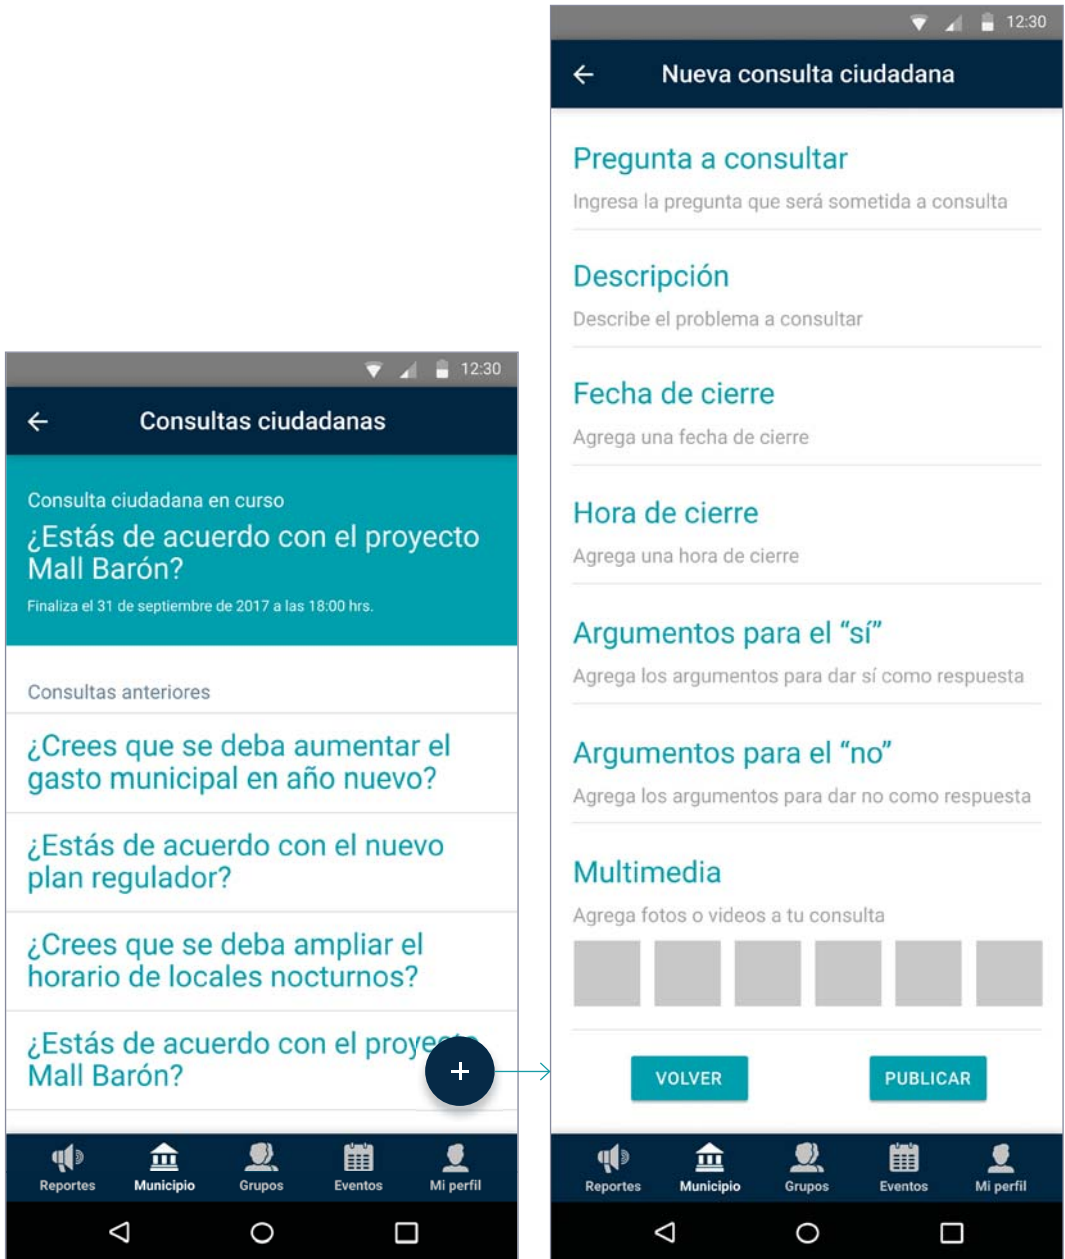 12:30
Consultas ciudadanas
Consulta ciudadana en curso
¿Estás de acuerdo con el proyecto
Mall Barón?
Finaliza el 31 de septiembre de 2017 a las 18:00 hrs.
Consultas anteriores
¿Crees que se deba aumentar el
gasto municipal en año nuevo?
¿Estás de acuerdo con el nuevo
plan regulador?
¿Crees que se deba ampliar el
horario de locales nocturnos?
¿Estás de acuerdo con el proyecto
Mall Barón?
+
Reportes Municipio Grupos Eventos Mi perfil
12:30
Nueva consulta ciudadana
Pregunta a consultar
Ingresa la pregunta que será sometida a consulta
Descripción
Describe el problema a consultar
Fecha de cierre
Agrega una fecha de cierre
Hora de cierre
Agrega una hora de cierre
Argumentos para el “sí”
Agrega los argumentos para dar sí como respuesta
Argumentos para el “no”
Agrega los argumentos para dar no como respuesta
Multimedia
Agrega fotos o videos a tu consulta
VOLVER PUBLICAR
Reportes Municipio Grupos Eventos Mi perfil